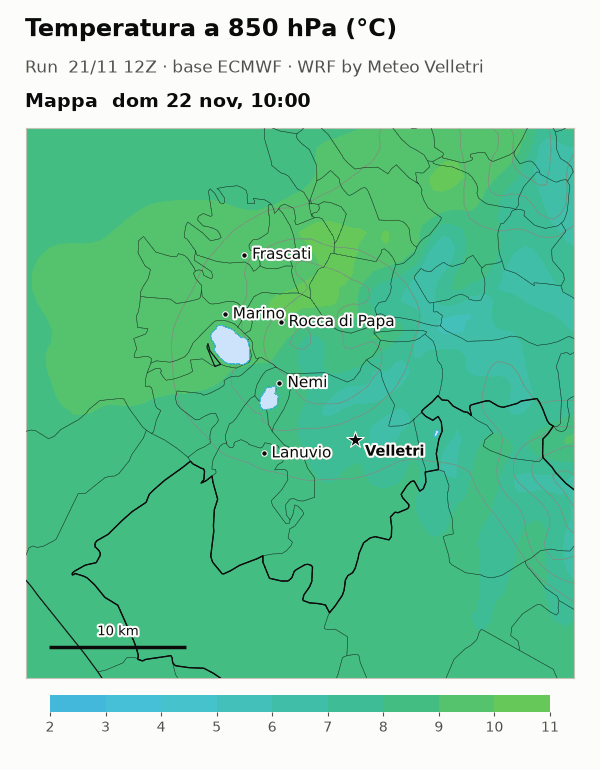 Temperatura a 850 hPa (°C)
Run  21/11 12Z · base ECMWF · WRF by Meteo Velletri
Mappa  dom 22 nov, 10:00
Frascati
Marino
Rocca di Papa
Nemi
Velletri
Lanuvio
10 km
2 3 4 5 6 7 8 9 10 11